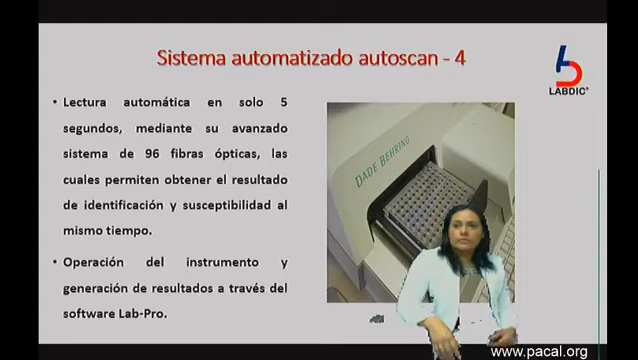 Sistema automatizado autoscan - 4
LABDIC®
• Lectura automática en solo 5
segundos, mediante su avanzado
sistema de 96 fibras ópticas, las
cuales permiten obtener el resultado
de identificación y susceptibilidad al
mismo tiempo.
DADE BEHRING
• Operación del instrumento y
generación de resultados a través del
software Lab-Pro.
www.pacal.org